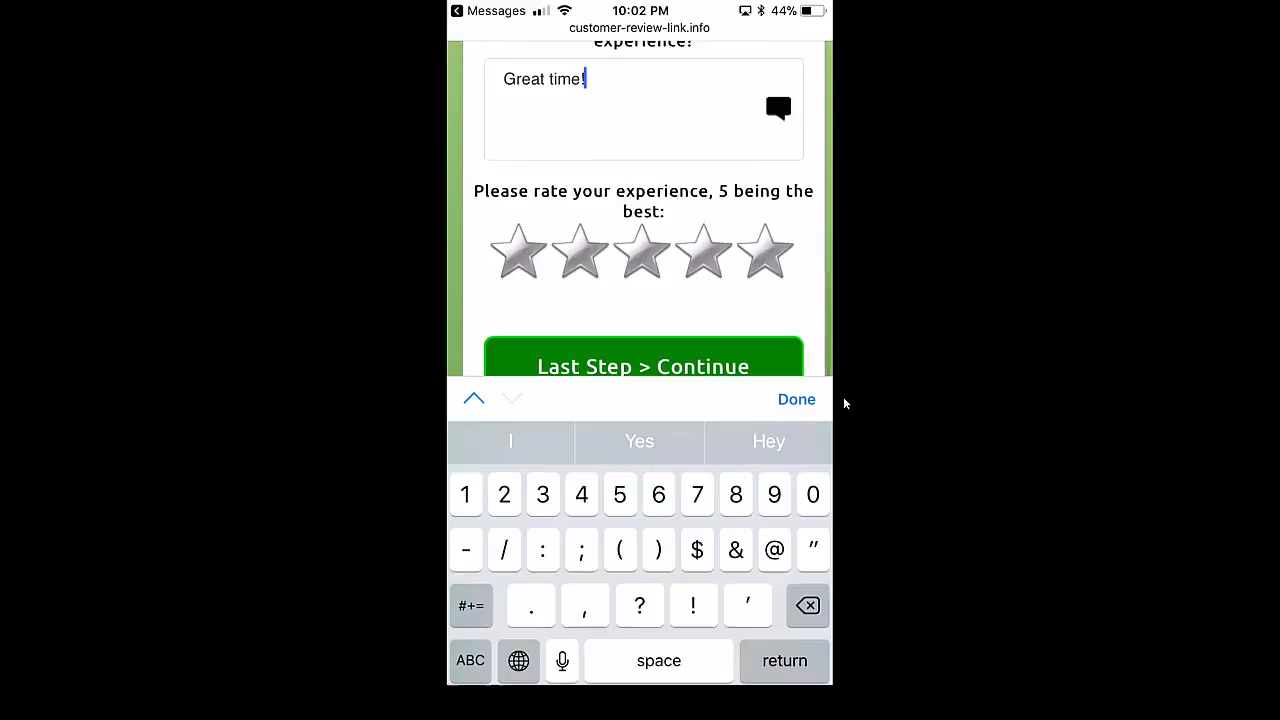 Messages 10:02 PM 44%
customer-review-link.info
experience?
Great time!
Please rate your experience, 5 being the
best:
Last Step > Continue
Done
I Yes Hey
1 2 3 4 5 6 7 8 9 0
- / : ; ( ) $ & @ "
#+= . , ? ! '
ABC space return